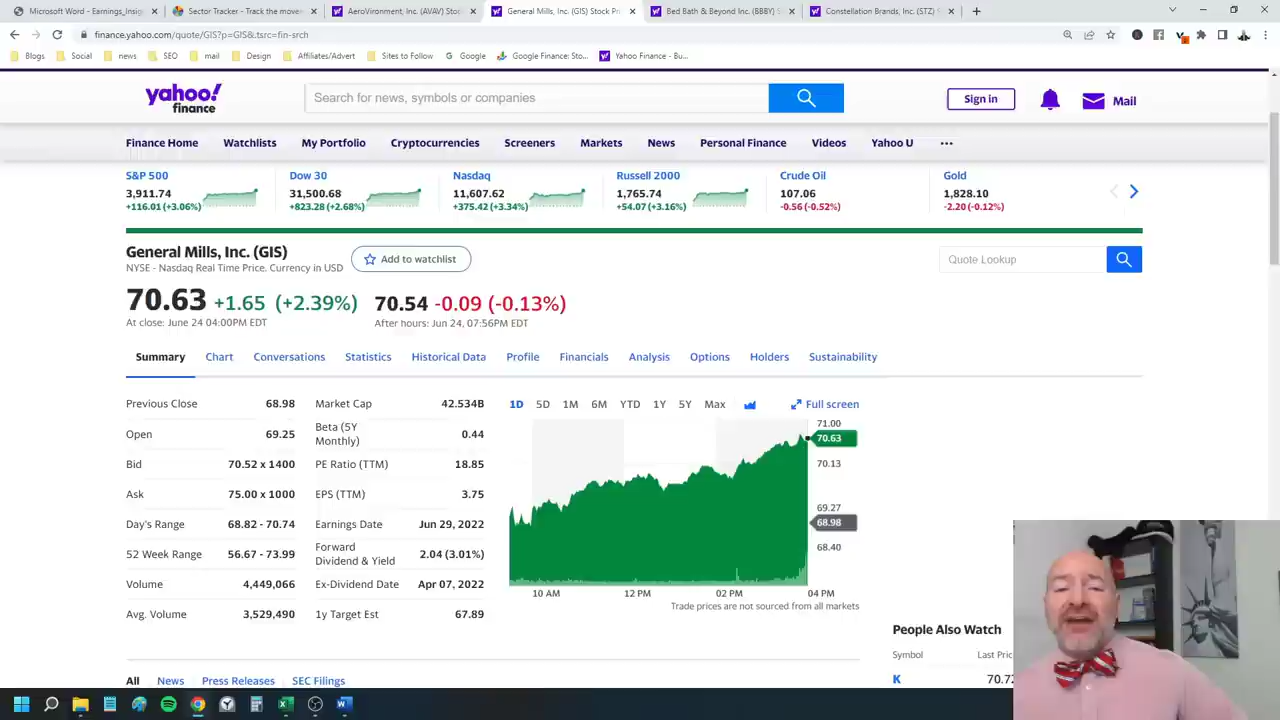 Microsoft Word - Earnings_Insigh
Sector Tracker - Track the movem
AeroVironment, Inc. (AVAV) Stoc
General Mills, Inc. (GIS) Stock Pri
Bed Bath & Beyond Inc. (BBBY) S
Constellation Brands, Inc. (STZ) S
finance.yahoo.com/quote/GIS?p=GIS&.tsrc=fin-srch
Blogs Social news SEO mail Design Affiliates/Advert Sites to Follow Google Google Finance: Stoc... Yahoo Finance - Bu...
yahoo!
finance
Search for news, symbols or companies
Sign in
Mail
Finance Home Watchlists My Portfolio Cryptocurrencies Screeners Markets News Personal Finance Videos Yahoo U ...
S&P 500 Dow 30 Nasdaq Russell 2000 Crude Oil Gold
3,911.74 31,500.68 11,607.62 1,765.74 107.06 1,828.10
+116.01 (+3.06%) +823.28 (+2.68%) +375.42 (+3.34%) +54.07 (+3.16%) -0.56 (-0.52%) -2.20 (-0.12%)
General Mills, Inc. (GIS)
NYSE - Nasdaq Real Time Price. Currency in USD
Add to watchlist
Quote Lookup
70.63 +1.65 (+2.39%) 70.54 -0.09 (-0.13%)
At close: June 24 04:00PM EDT After hours: Jun 24, 07:56PM EDT
Summary Chart Conversations Statistics Historical Data Profile Financials Analysis Options Holders Sustainability
Previous Close 68.98
Open 69.25
Bid 70.52 x 1400
Ask 75.00 x 1000
Day's Range 68.82 - 70.74
52 Week Range 56.67 - 73.99
Volume 4,449,066
Avg. Volume 3,529,490
Market Cap 42.534B
Beta (5Y
Monthly) 0.44
PE Ratio (TTM) 18.85
EPS (TTM) 3.75
Earnings Date Jun 29, 2022
Forward
Dividend & Yield 2.04 (3.01%)
Ex-Dividend Date Apr 07, 2022
1y Target Est 67.89
1D 5D 1M 6M YTD 1Y 5Y Max Full screen
71.00
70.63
70.13
69.27
68.98
68.40
10 AM 12 PM 02 PM 04 PM
Trade prices are not sourced from all markets
People Also Watch
Symbol Last Pric
K 70.72
All News Press Releases SEC Filings